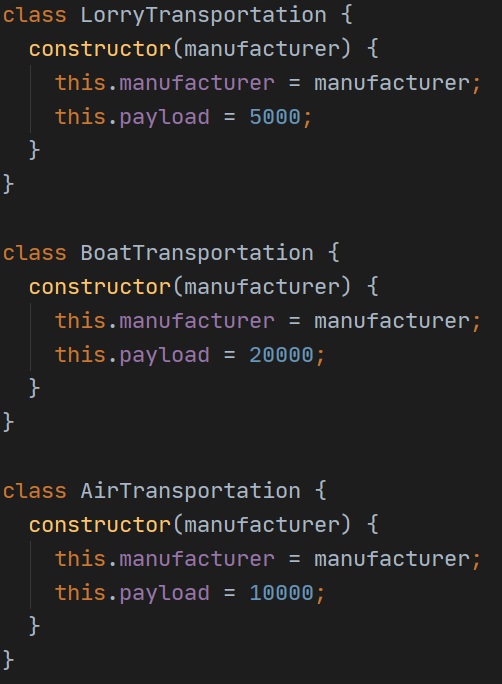 class LorryTransportation {
  constructor(manufacturer) {
    this.manufacturer = manufacturer;
    this.payload = 5000;
  }
}

class BoatTransportation {
  constructor(manufacturer) {
    this.manufacturer = manufacturer;
    this.payload = 20000;
  }
}

class AirTransportation {
  constructor(manufacturer) {
    this.manufacturer = manufacturer;
    this.payload = 10000;
  }
}